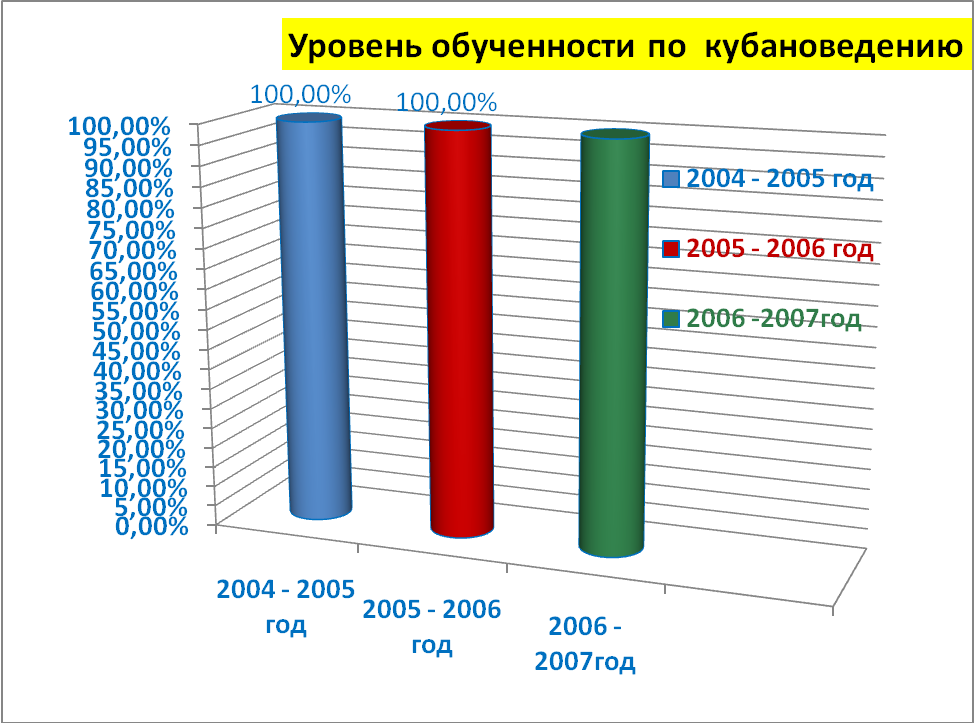 Уровень обученности по  кубановедению
100,00%
100,00%
100,00%
95,00%
90,00%
85,00%
80,00%
75,00%
70,00%
65,00%
60,00%
55,00%
50,00%
45,00%
40,00%
35,00%
30,00%
25,00%
20,00%
15,00%
10,00%
5,00%
0,00%
2004 - 2005 год
2005 - 2006 год
2006 -2007год
2004 - 2005
год
2005 - 2006
год
2006 -
2007год